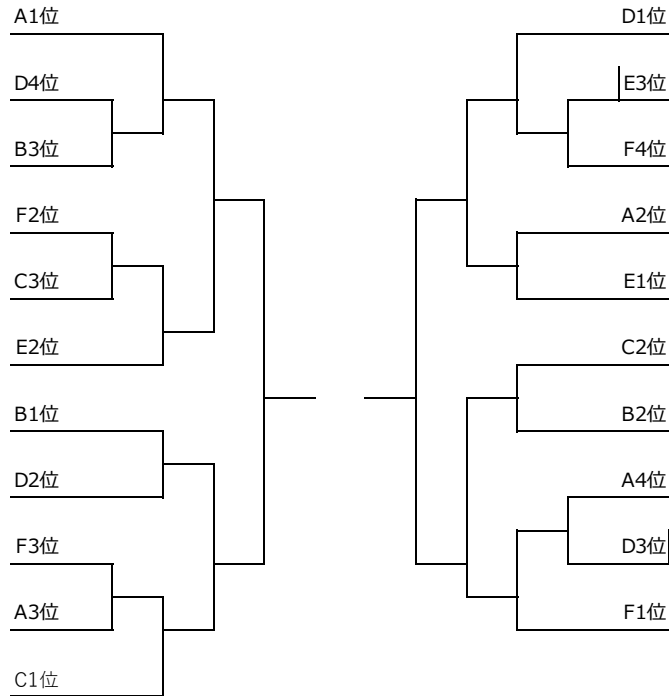 A1位
D4位
B3位
F2位
C3位
E2位
B1位
D2位
F3位
A3位
C1位
D1位
E3位
F4位
A2位
E1位
C2位
B2位
A4位
D3位
F1位